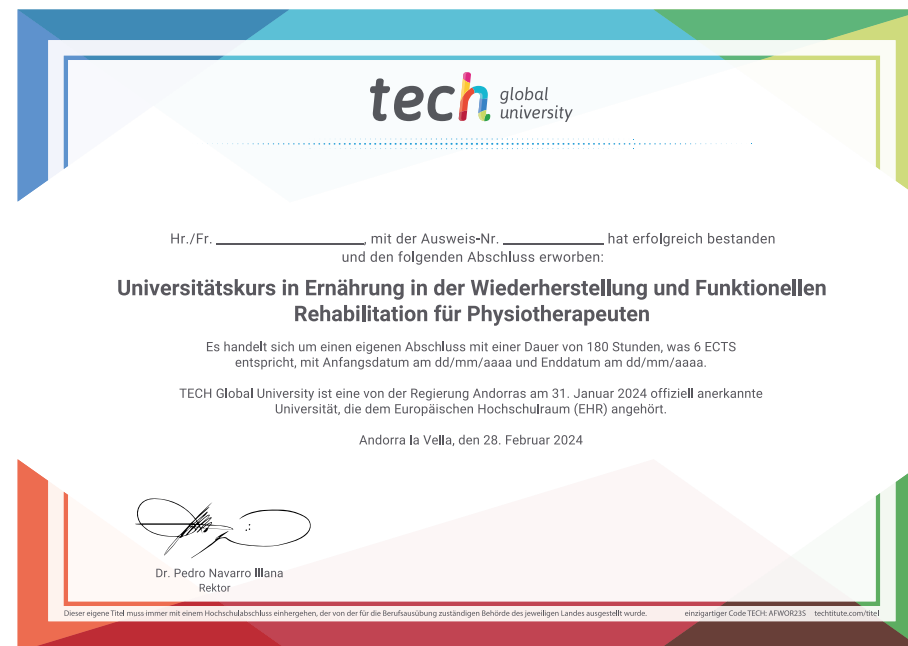 tech global university
Hr./Fr. ____________________, mit der Ausweis-Nr. ______________ hat erfolgreich bestanden
und den folgenden Abschluss erworben:
Universitätskurs in Ernährung in der Wiederherstellung und Funktionellen
Rehabilitation für Physiotherapeuten
Es handelt sich um einen eigenen Abschluss mit einer Dauer von 180 Stunden, was 6 ECTS
entspricht, mit Anfangsdatum am dd/mm/aaaa und Enddatum am dd/mm/aaaa.
TECH Global University ist eine von der Regierung Andorras am 31. Januar 2024 offiziell anerkannte
Universität, die dem Europäischen Hochschulraum (EHR) angehört.
Andorra la Vella, den 28. Februar 2024
Dr. Pedro Navarro Illana
Rektor
Dieser eigene Titel muss immer mit einem Hochschulabschluss einhergehen, der von der für die Berufsausübung zuständigen Behörde des jeweiligen Landes ausgestellt wurde. einzigartiger Code TECH: AFWOR23S techtitute.com/titel